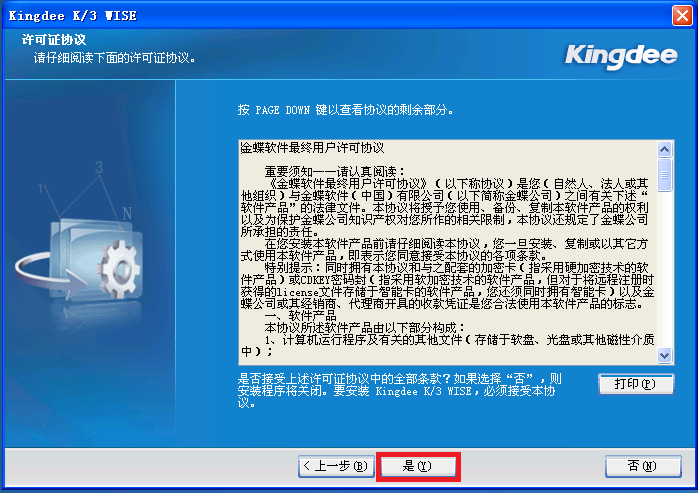 Kingdee K/3 WISE
许可证协议
请仔细阅读下面的许可证协议。
Kingdee
按 PAGE DOWN 键以查看协议的剩余部分。
金蝶软件最终用户许可协议
重要须知——请认真阅读：
《金蝶软件最终用户许可协议》（以下称协议）是您（自然人、法人或其
他组织）与金蝶软件（中国）有限公司（以下简称金蝶公司）之间有关下述“
软件产品”的法律文件。本协议将授予您使用、备份、复制本软件产品的权利
以及为保护金蝶公司知识产权对您所作的相关限制，本协议还规定了金蝶公司
所承担的责任。
在您安装本软件产品前请仔细阅读本协议，您一旦安装、复制或以其它方
式使用本软件产品，即表示您同意接受本协议的各项条款。
特别提示：同时拥有本协议和与之配套的加密卡（指采用硬加密技术的软
件产品）或CDKEY密码封（指采用软加密技术的软件产品，但对于将远程注册时
获得的license文件存储于智能卡的软件产品，您还须同时拥有智能卡）以及金
蝶公司或其经销商、代理商开具的收款凭证是您合法使用本软件产品的标志。
一、软件产品
本协议所述软件产品由以下部分构成：
1、计算机运行程序及有关的其他文件（存储于软盘、光盘或其他磁性介质
中）；
是否接受上述许可证协议中的全部条款？如果选择“否”，则
安装程序将关闭。要安装 Kingdee K/3 WISE，必须接受本协
议。
打印(P)
1
3
N
< 上一步(B)
是(Y)
否(N)